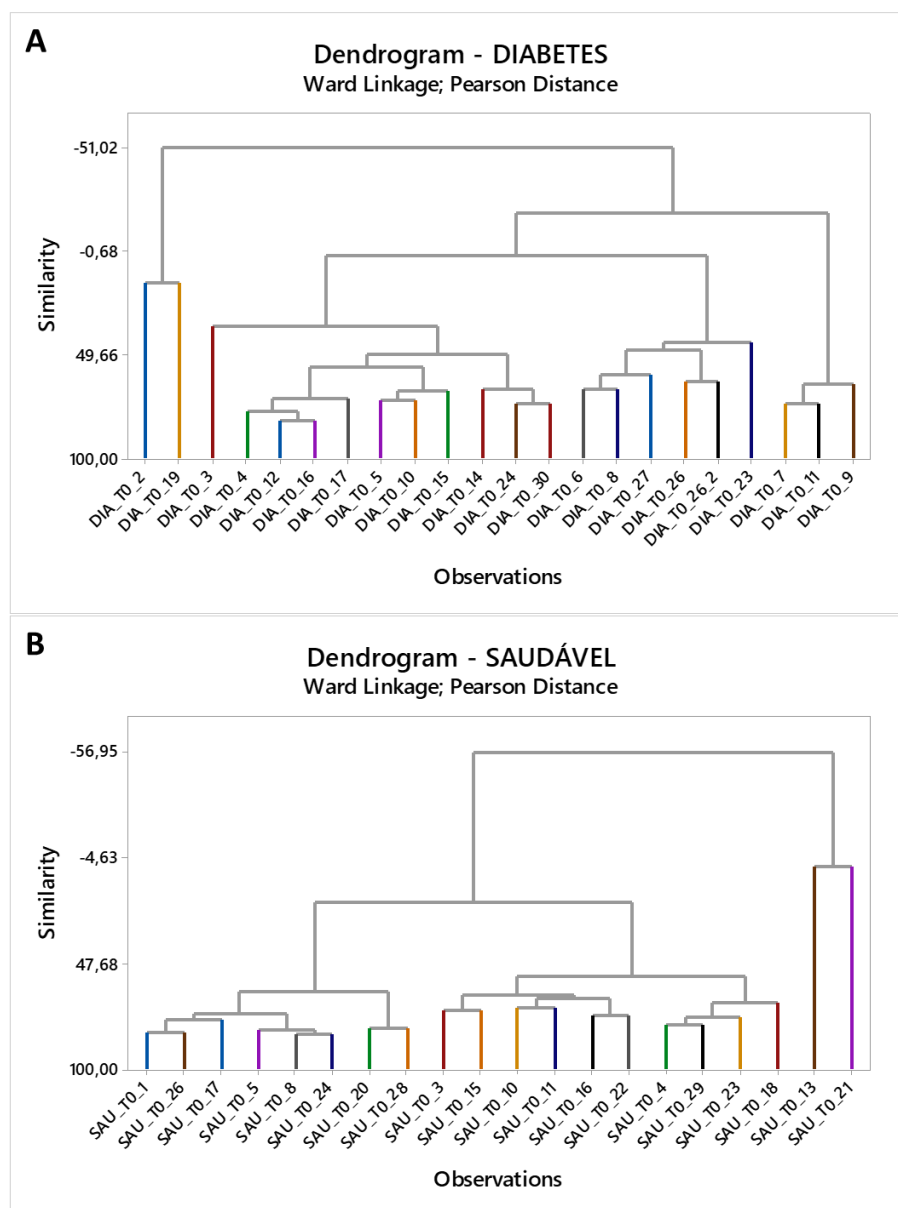 A
Dendrogram - DIABETES
Ward Linkage; Pearson Distance
Similarity
-51,02
-0,68
49,66
100,00
DIA_T0_2
DIA_T0_19
DIA_T0_3
DIA_T0_4
DIA_T0_12
DIA_T0_16
DIA_T0_17
DIA_T0_5
DIA_T0_10
DIA_T0_15
DIA_T0_14
DIA_T0_24
DIA_T0_30
DIA_T0_6
DIA_T0_8
DIA_T0_27
DIA_T0_26
DIA_T0_26_2
DIA_T0_23
DIA_T0_7
DIA_T0_11
DIA_T0_9
Observations
B
Dendrogram - SAUDÁVEL
Ward Linkage; Pearson Distance
Similarity
-56,95
-4,63
47,68
100,00
SAU_T0_1
SAU_T0_26
SAU_T0_17
SAU_T0_5
SAU_T0_8
SAU_T0_24
SAU_T0_20
SAU_T0_28
SAU_T0_3
SAU_T0_15
SAU_T0_10
SAU_T0_11
SAU_T0_16
SAU_T0_22
SAU_T0_4
SAU_T0_29
SAU_T0_23
SAU_T0_18
SAU_T0_13
SAU_T0_21
Observations